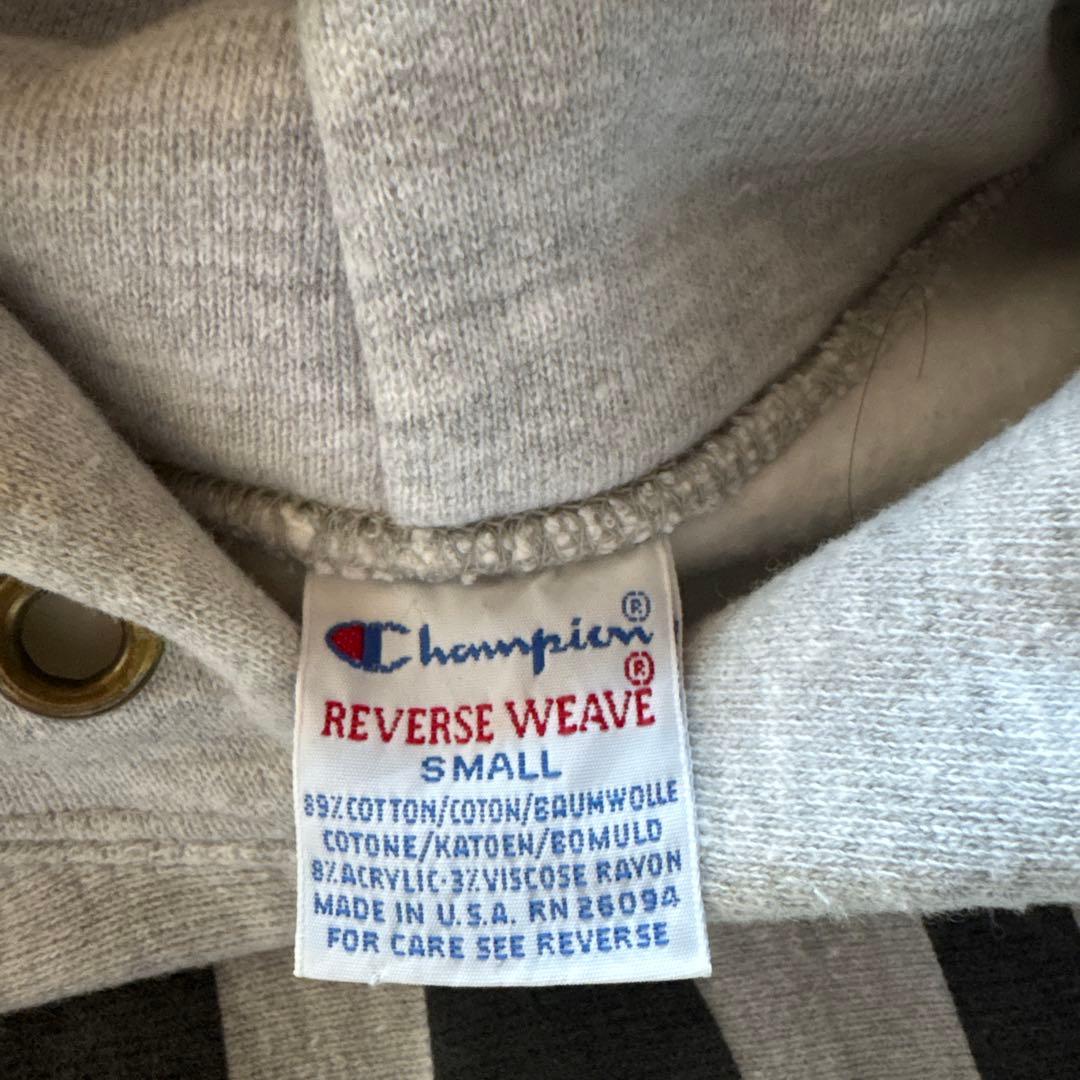 Champion®
®
REVERSE WEAVE
SMALL
89% COTTON/COTON/BAUMWOLLE
COTONE/KATOEN/BOMULD
8% ACRYLIC·3% VISCOSE RAYON
MADE IN U.S.A. RN 26094
FOR CARE SEE REVERSE